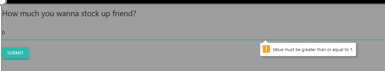 How much you wanna stock up friend?
0
! Value must be greater than or equal to 1.
SUBMIT